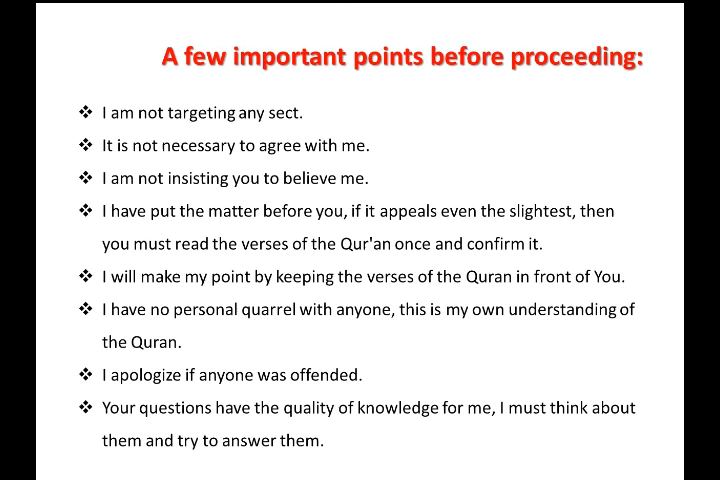 A few important points before proceeding:
❖ I am not targeting any sect.
❖ It is not necessary to agree with me.
❖ I am not insisting you to believe me.
❖ I have put the matter before you, if it appeals even the slightest, then
you must read the verses of the Qur'an once and confirm it.
❖ I will make my point by keeping the verses of the Quran in front of You.
❖ I have no personal quarrel with anyone, this is my own understanding of
the Quran.
❖ I apologize if anyone was offended.
❖ Your questions have the quality of knowledge for me, I must think about
them and try to answer them.